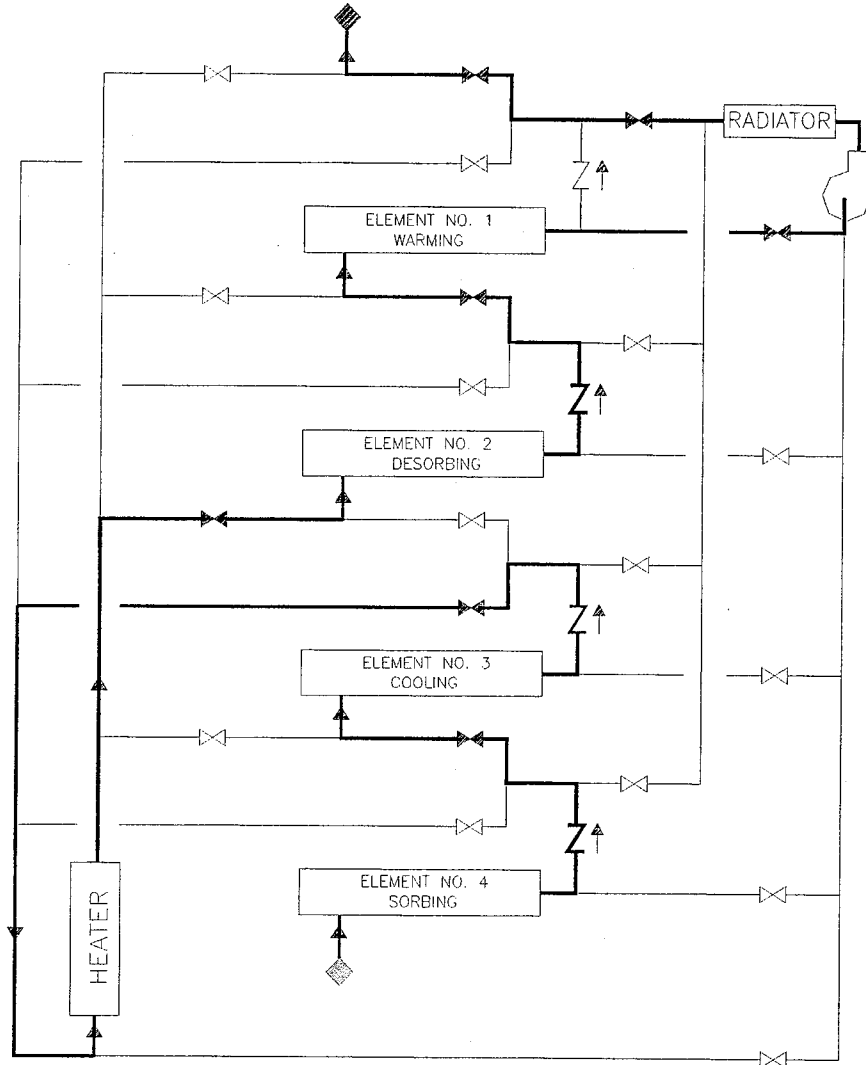 RADIATOR
ELEMENT NO. 1
WARMING
ELEMENT NO. 2
DESORBING
ELEMENT NO. 3
COOLING
ELEMENT NO. 4
SORBING
HEATER